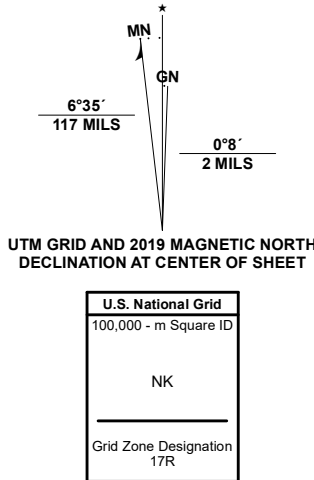 ★
MN
GN
6°35´
117 MILS
0°8´
2 MILS
UTM GRID AND 2019 MAGNETIC NORTH
DECLINATION AT CENTER OF SHEET
U.S. National Grid
100,000 - m Square ID
NK
Grid Zone Designation
17R